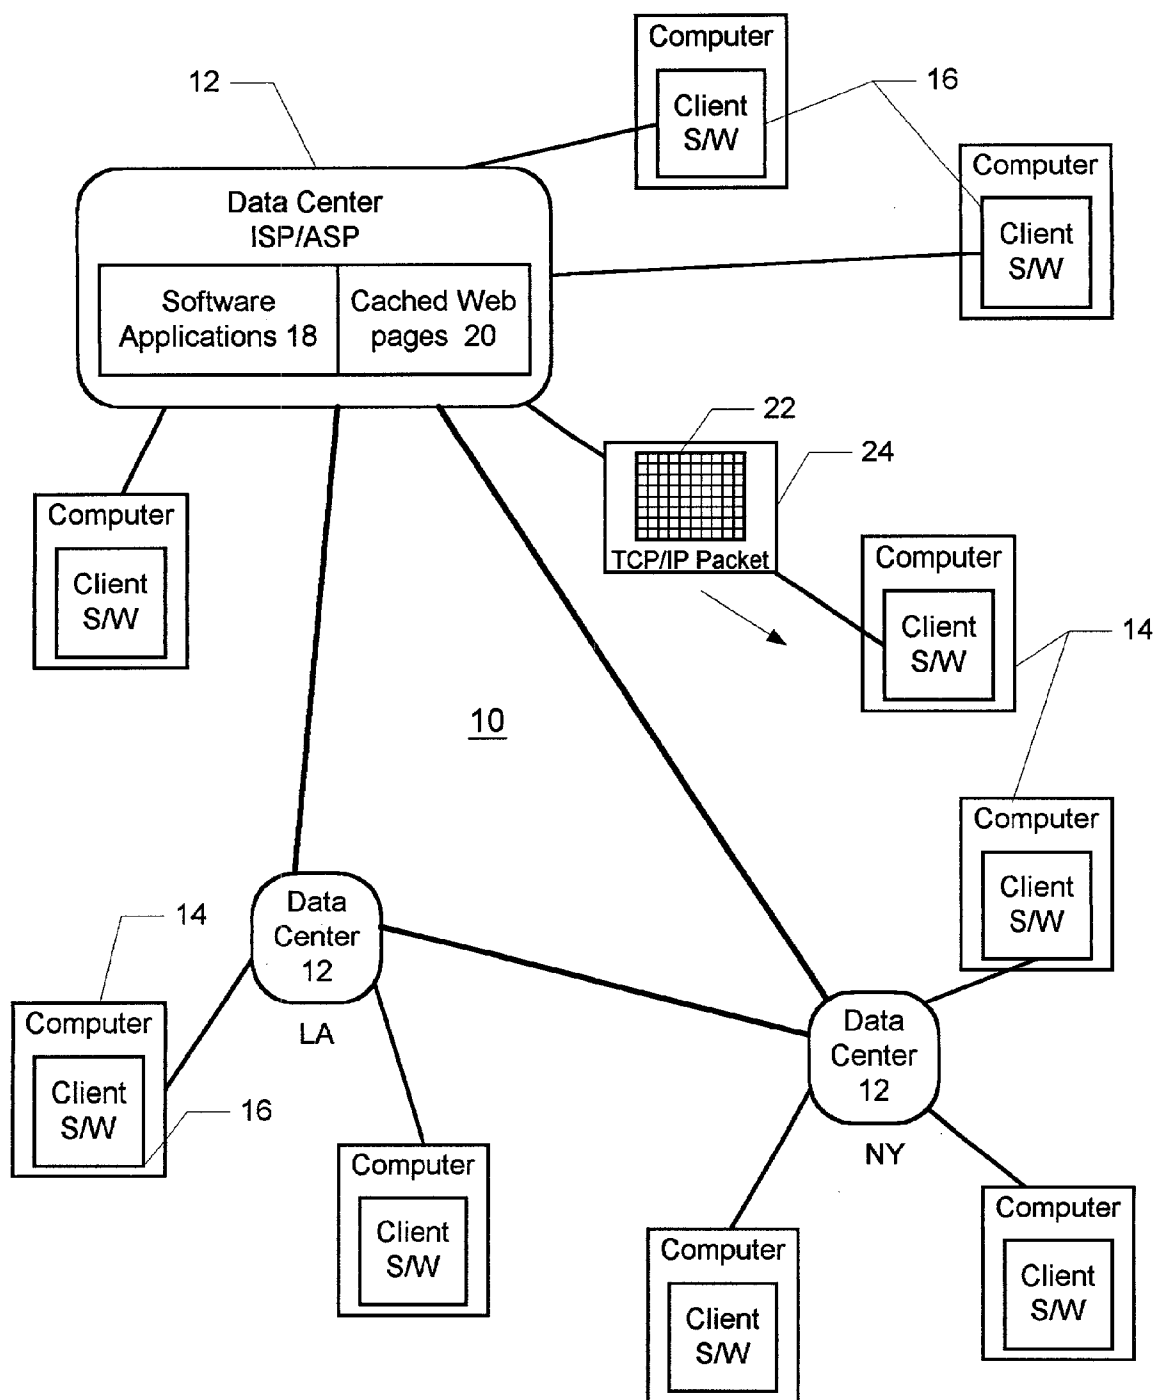 Computer
Client
S/W
16
12
Computer
Client
S/W
Data Center
ISP/ASP
Software
Applications 18
Cached Web
pages 20
22
24
TCP/IP Packet
Computer
Client
S/W
Computer
Client
S/W
14
10
Computer
Client
S/W
Data
Center
12
LA
14
Computer
Client
S/W
16
Data
Center
12
NY
Computer
Client
S/W
Computer
Client
S/W
Computer
Client
S/W